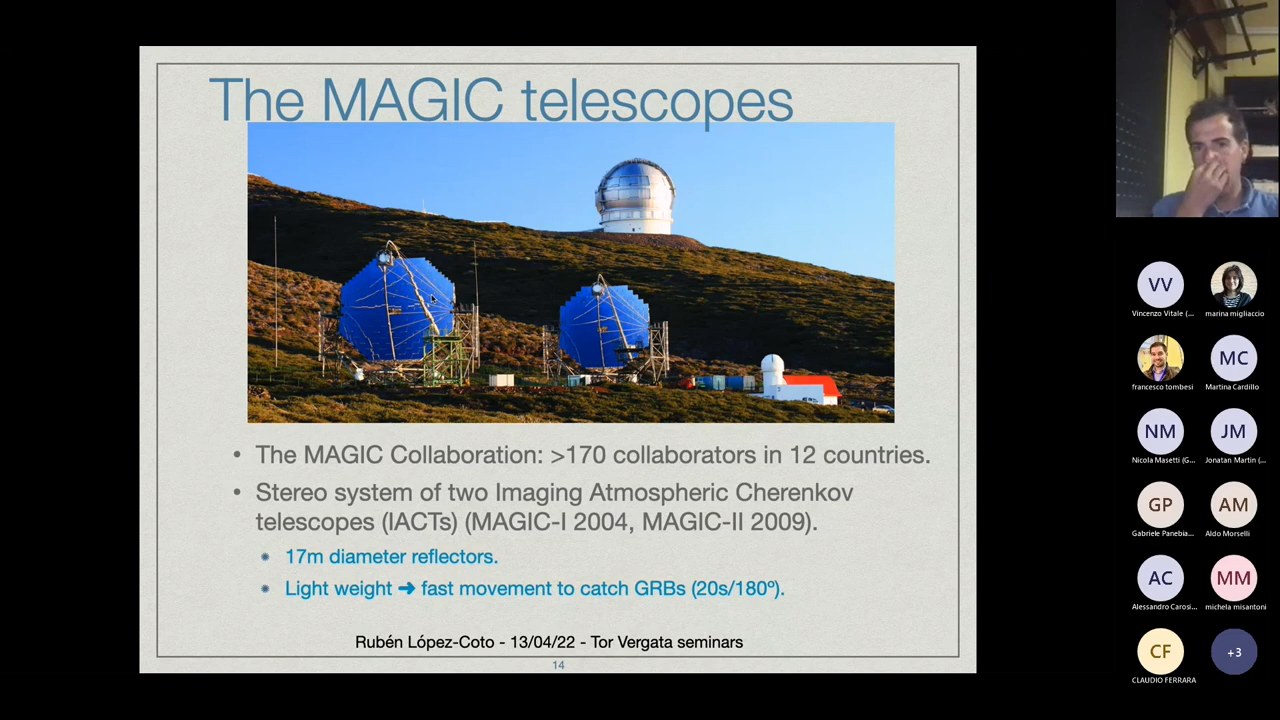 The MAGIC telescopes
• The MAGIC Collaboration: >170 collaborators in 12 countries.
• Stereo system of two Imaging Atmospheric Cherenkov
telescopes (IACTs) (MAGIC-I 2004, MAGIC-II 2009).
17m diameter reflectors.
Light weight ➜ fast movement to catch GRBs (20s/180º).
Rubén López-Coto - 13/04/22 - Tor Vergata seminars
14
VV
Vincenzo Vitale (...
marina migliaccio
francesco tombesi
MC
Martina Cardillo
NM
Nicola Masetti (G...
JM
Jonatan Martin (...
GP
Gabriele Panebia...
AM
Aldo Morselli
AC
Alessandro Carosi...
MM
michela misantoni
CF
CLAUDIO FERRARA
+3